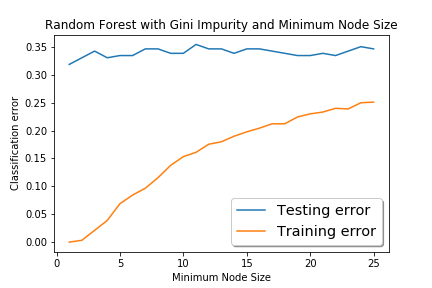 Random Forest with Gini Impurity and Minimum Node Size
0.35
0.30
0.25
0.20
0.15
0.10
0.05
0.00
Classification error
Testing error
Training error
0 5 10 15 20 25
Minimum Node Size